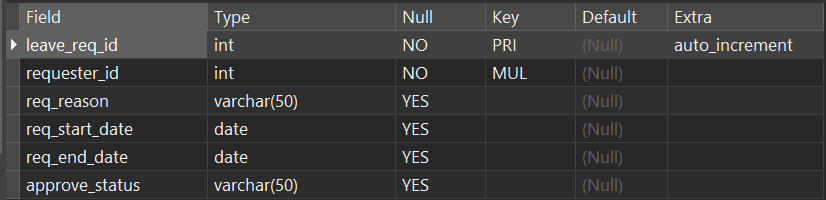 Field Type Null Key Default Extra
leave_req_id int NO PRI (Null) auto_increment
requester_id int NO MUL (Null)
req_reason varchar(50) YES (Null)
req_start_date date YES (Null)
req_end_date date YES (Null)
approve_status varchar(50) YES (Null)